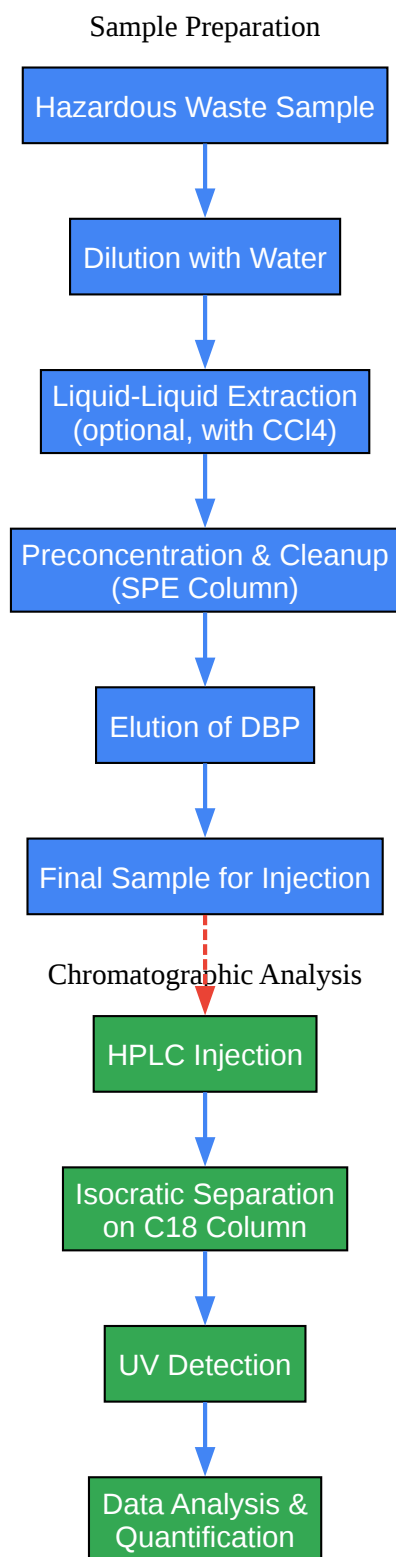 Sample Preparation
Hazardous Waste Sample
Dilution with Water
Liquid-Liquid Extraction
(optional, with CCl4)
Preconcentration & Cleanup
(SPE Column)
Elution of DBP
Final Sample for Injection
Chromatographic Analysis
HPLC Injection
Isocratic Separation
on C18 Column
UV Detection
Data Analysis &
Quantification